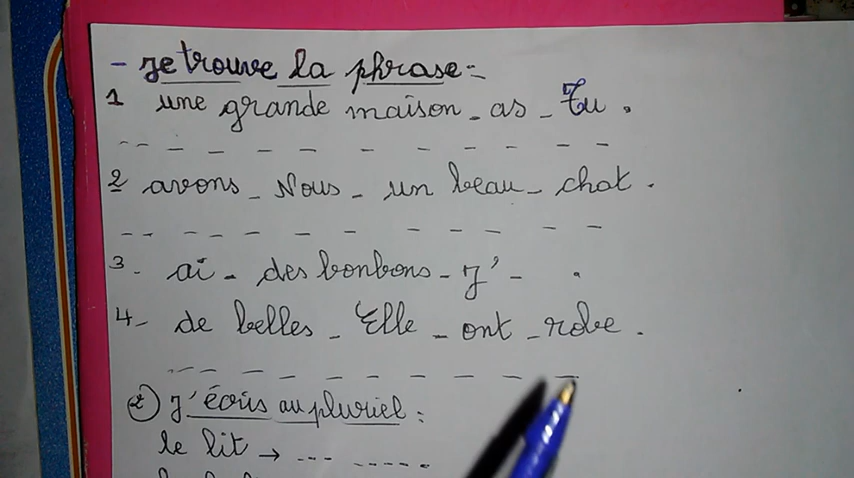 - Je trouve la phrase :
1 une grande maison - as - Tu .
- - - - - - - - - - -
2 avons - Nous - un beau - chat .
- - - - - - - - - -
3 - ai - des bonbons - J' - .
4 - de belles - Elle - ont - robe .
- - - - - - - - - - -
2) J'écris au pluriel :
le lit → --- -----.